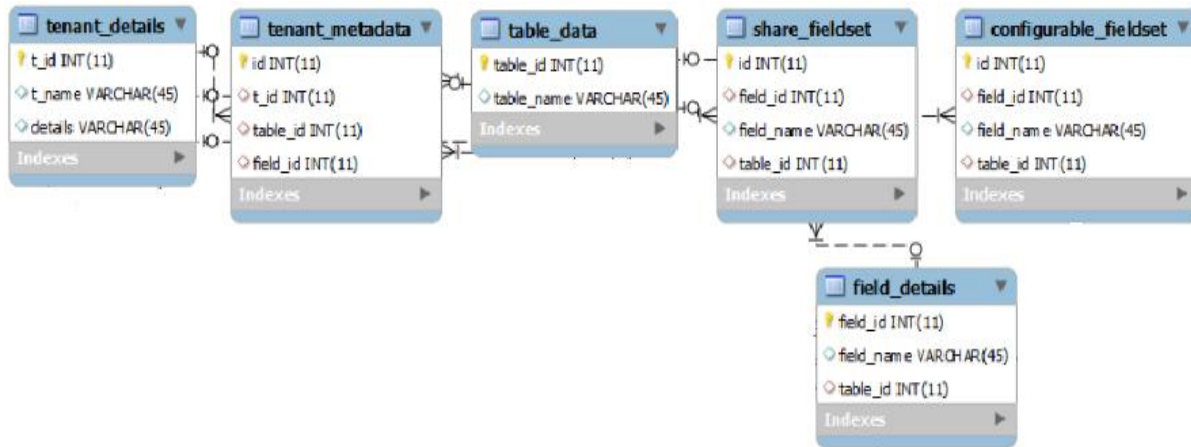 tenant_details
t_id INT(11)
t_name VARCHAR(45)
details VARCHAR(45)
Indexes
tenant_metadata
id INT(11)
t_id INT(11)
table_id INT(11)
field_id INT(11)
Indexes
table_data
table_id INT(11)
table_name VARCHAR(45)
Indexes
share_fieldset
id INT(11)
field_id INT(11)
field_name VARCHAR(45)
table_id INT(11)
Indexes
configurable_fieldset
id INT(11)
field_id INT(11)
field_name VARCHAR(45)
table_id INT(11)
Indexes
field_details
field_id INT(11)
field_name VARCHAR(45)
table_id INT(11)
Indexes